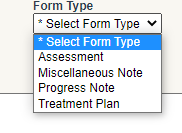 Form Type
* Select Form Type
* Select Form Type
Assessment
Miscellaneous Note
Progress Note
Treatment Plan